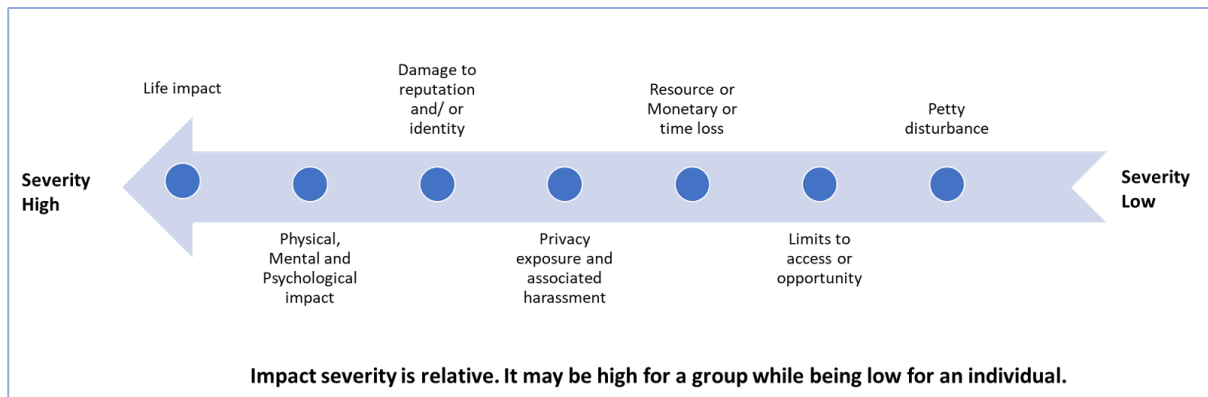 Life impact
Damage to
reputation
and/ or
identity
Resource or
Monetary or
time loss
Petty
disturbance
Severity
High
Severity
Low
Physical,
Mental and
Psychological
impact
Privacy
exposure and
associated
harassment
Limits to
access or
opportunity
Impact severity is relative. It may be high for a group while being low for an individual.